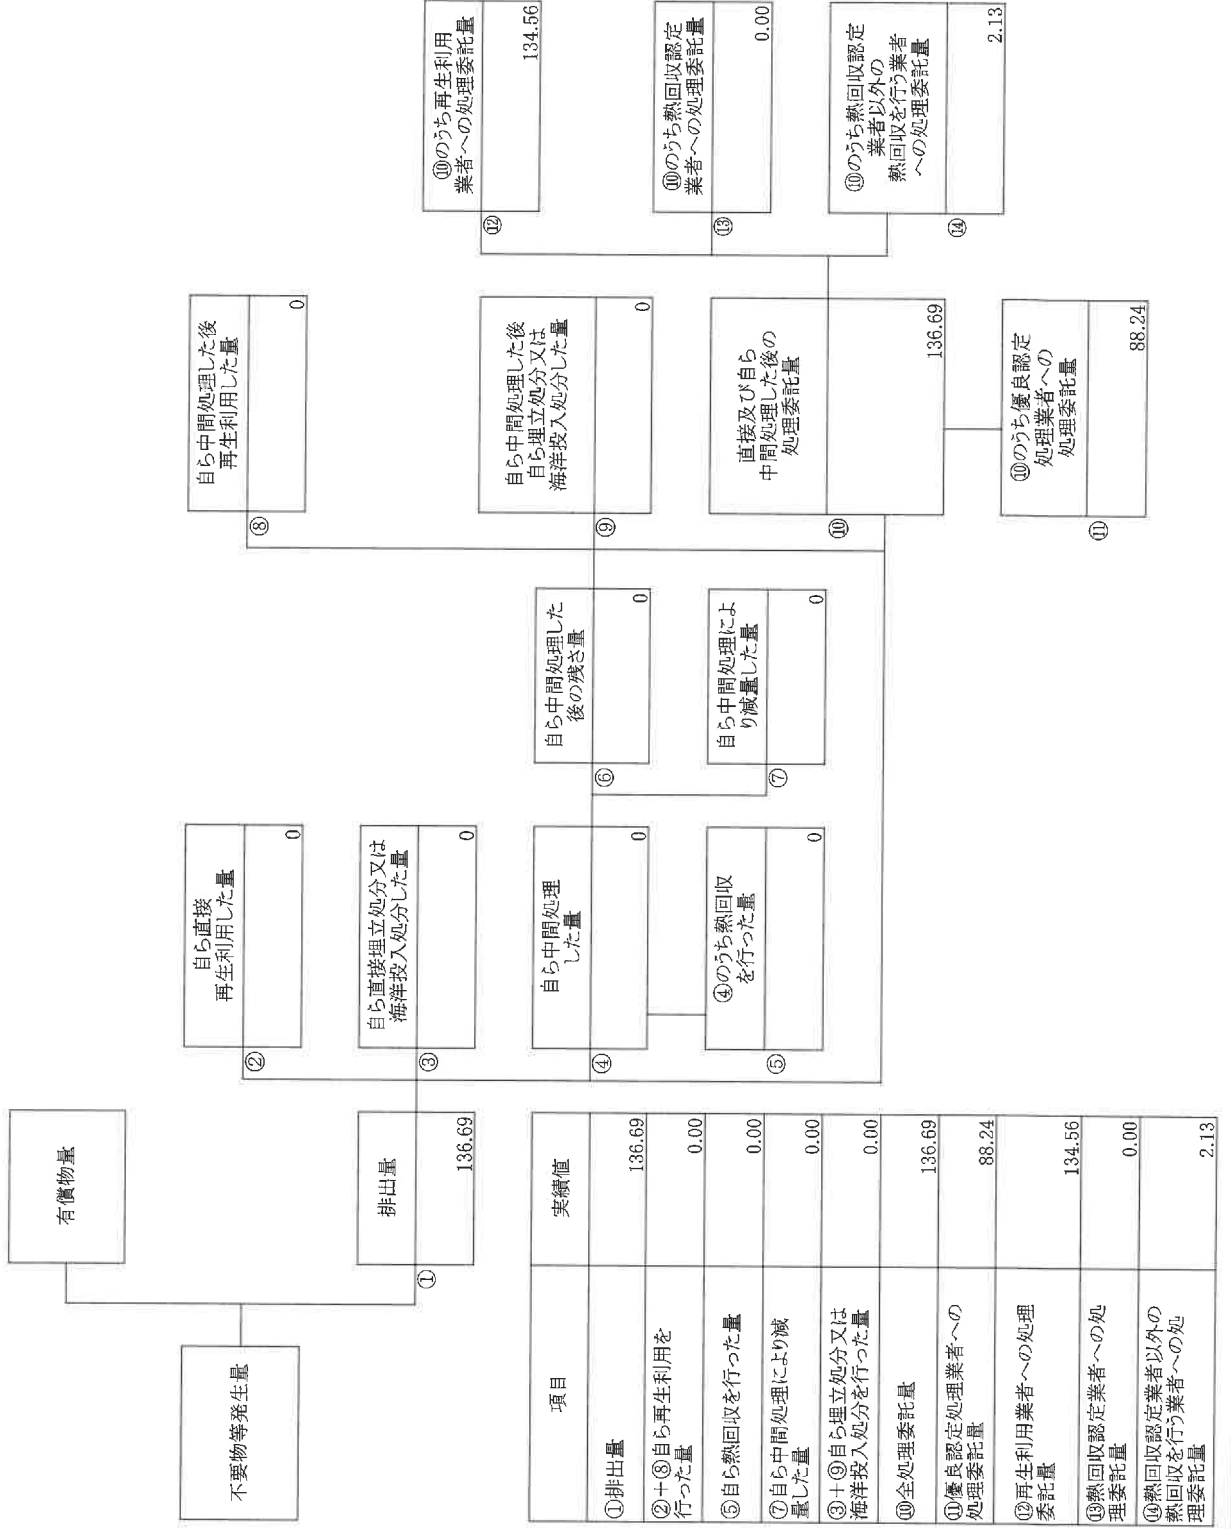 不要物等発生量
有償物量
排出量
①
136.69
自ら直接
再生利用した量
②
0
自ら直接埋立処分又は
海洋投入処分した量
③
0
自ら中間処理
した量
④
0
④のうち熱回収
を行った量
⑤
0
自ら中間処理した
後の残さ量
⑥
0
自ら中間処理によ
り減量した量
⑦
0
自ら中間処理した後
再生利用した量
⑧
0
自ら中間処理した後
自ら埋立処分又は
海洋投入処分した量
⑨
0
直接及び自ら
中間処理した後の
処理委託量
⑩
136.69
⑩のうち優良認定
処理業者への
処理委託量
⑪
88.24
⑩のうち再生利用
業者への処理委託量
⑫
134.56
⑩のうち熱回収認定
業者への処理委託量
⑬
0.00
⑩のうち熱回収認定
業者以外の
熱回収を行う業者
への処理委託量
⑭
2.13
項目 実績値
①排出量 136.69
②+⑧自ら再生利用を
行った量 0.00
⑤自ら熱回収を行った量 0.00
⑦自ら中間処理により減
量した量 0.00
③+⑨自ら埋立処分又は
海洋投入処分を行った量 0.00
⑩全処理委託量 136.69
⑪優良認定処理業者への
処理委託量 88.24
⑫再生利用業者への処理
委託量 134.56
⑬熱回収認定業者への処
理委託量 0.00
⑭熱回収認定業者以外の
熱回収を行う業者への処
理委託量 2.13